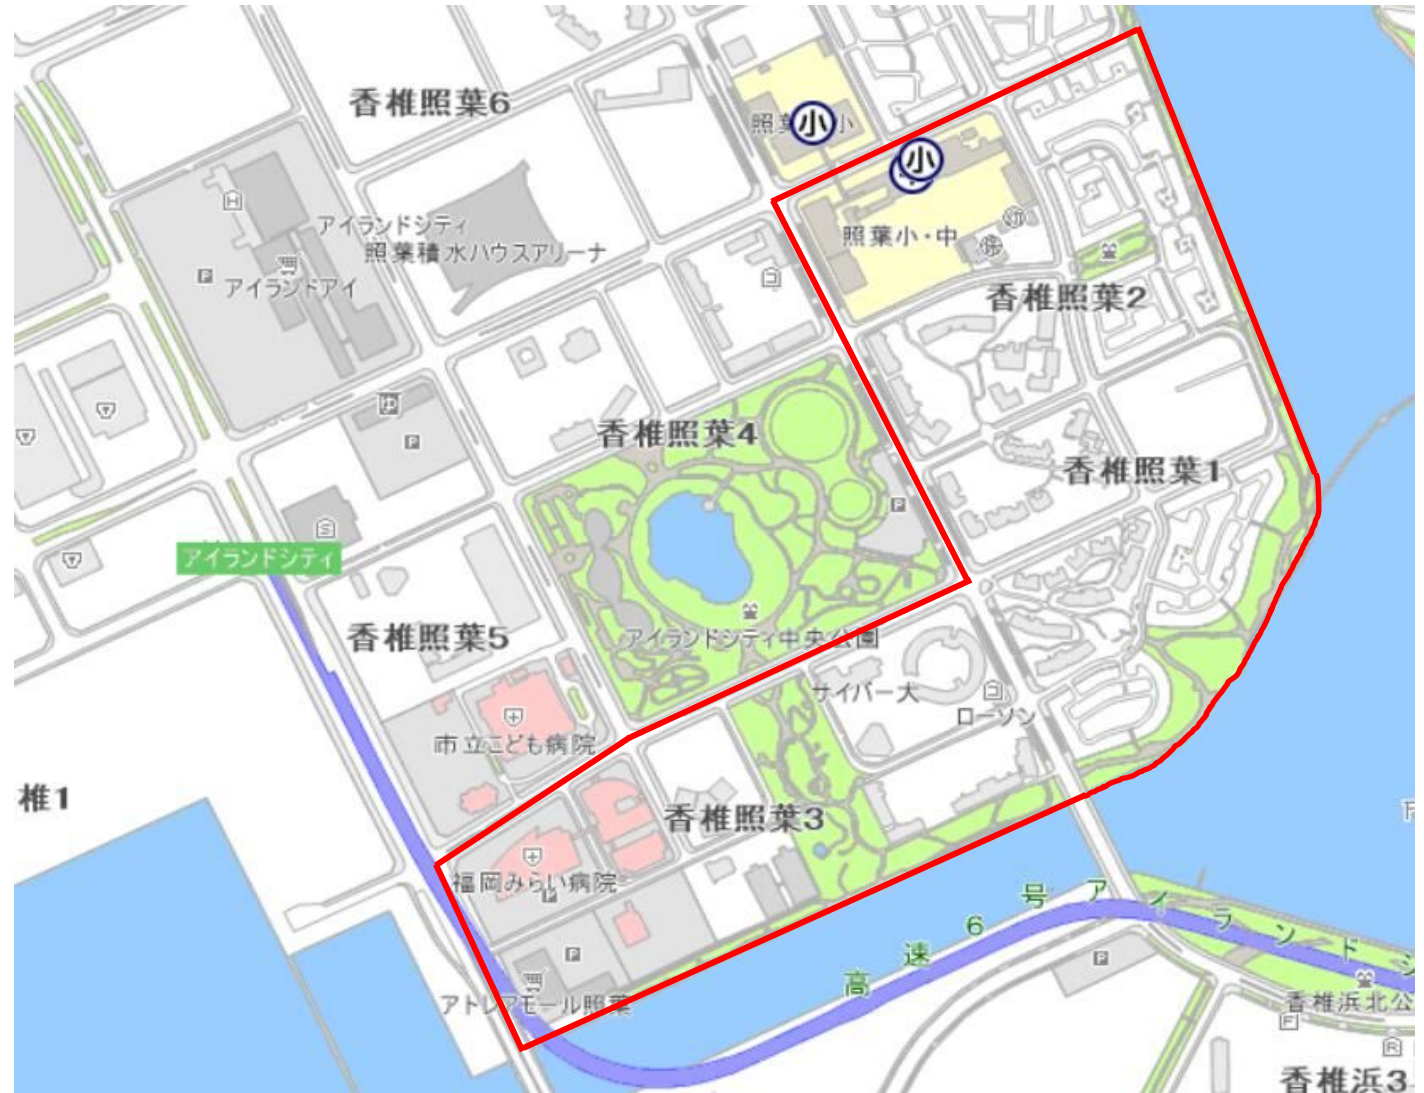 香椎照葉6
照葉
小
小
小
照葉小・中
アイランドシティ
照葉積水ハウスアリーナ
アイランドアイ
香椎照葉2
香椎照葉4
香椎照葉1
アイランドシティ
香椎照葉5
アイランドシティ中央公園
サイバー大
ローソン
市立こども病院
椎1
香椎照葉3
福岡みらい病院
高速6号アイランドシ
アトレアモール照葉
香椎浜北公
香椎浜3
H
P
P
P
P
P
P
F
R
S